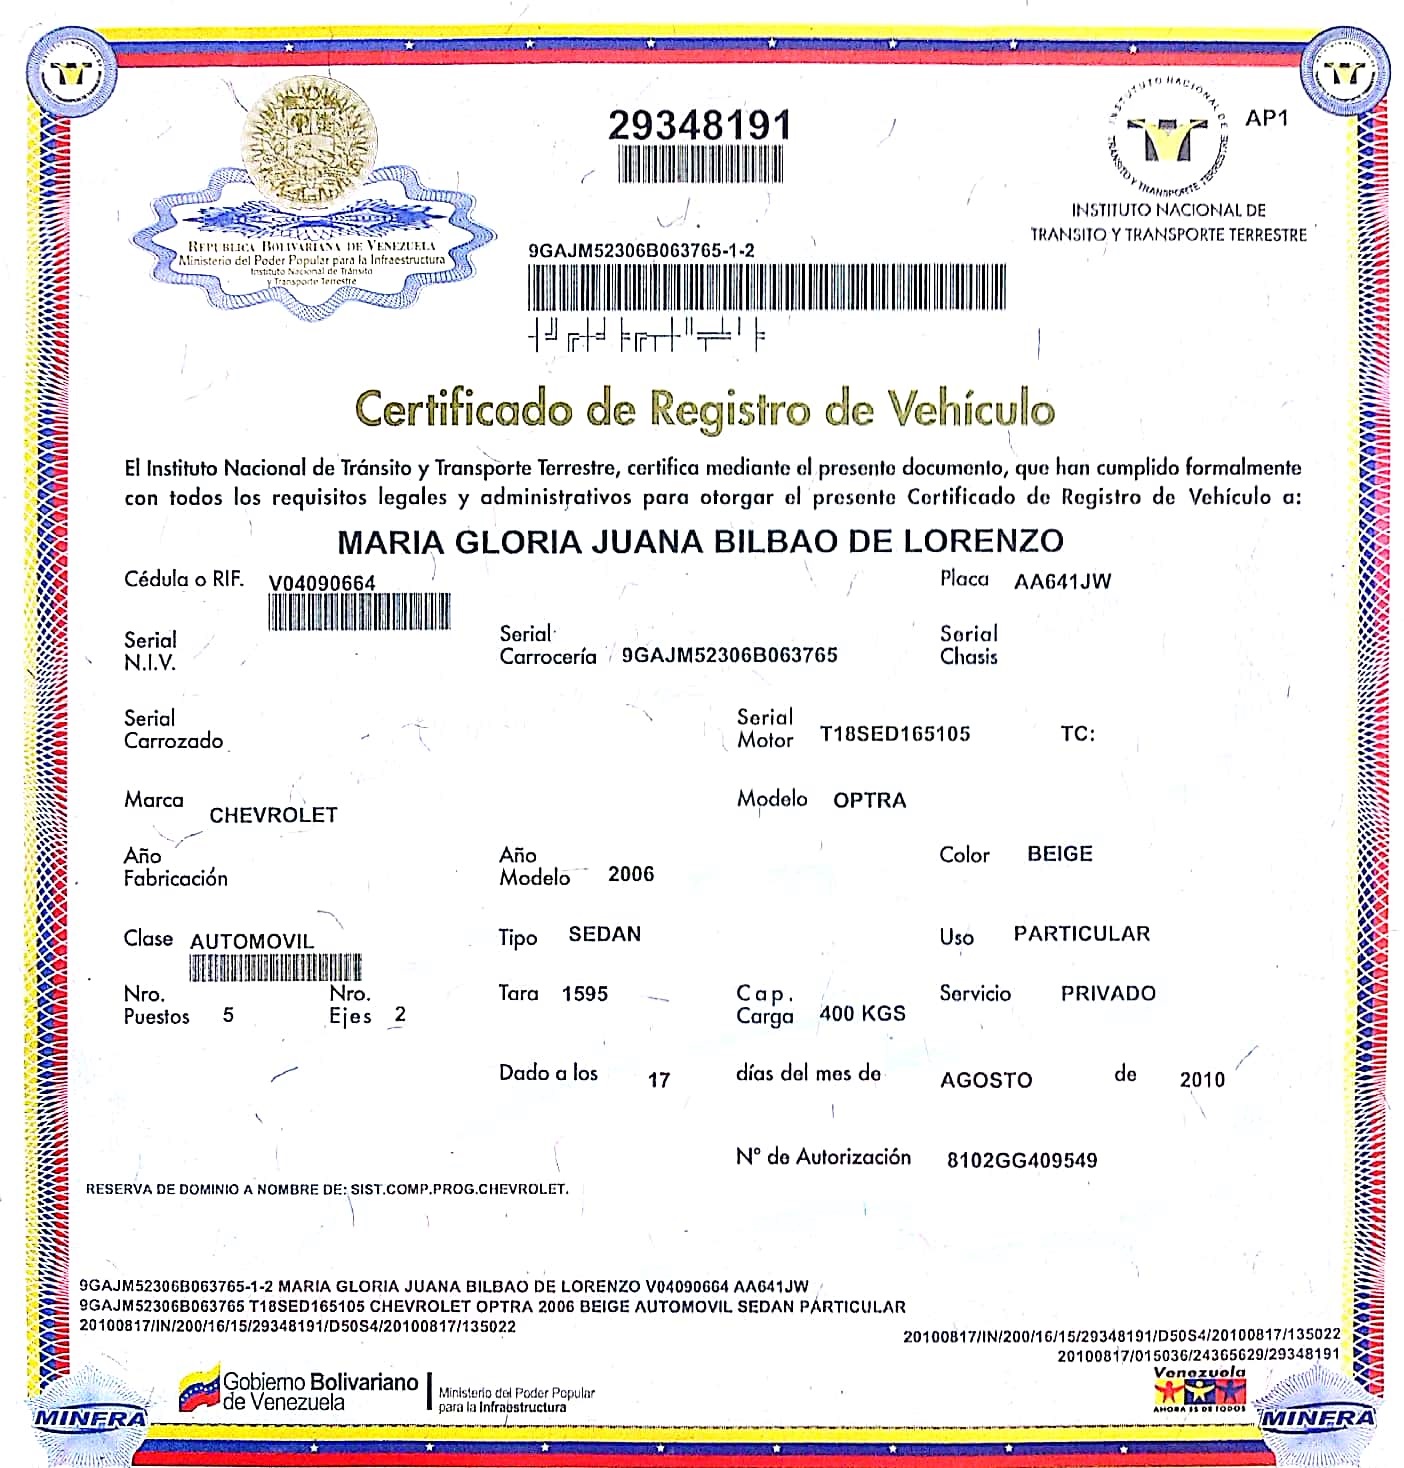 29348191
AP1
INSTITUTO NACIONAL DE TRANSITO Y TRANSPORTE TERRESTRE
INSTITUTO NACIONAL DE
TRANSITO Y TRANSPORTE TERRESTRE
REPUBLICA BOLIVARIANA DE VENEZUELA
Ministerio del Poder Popular para la Infraestructura
Instituto Nacional de Tránsito
y Transporte Terrestre
9GAJM52306B063765-1-2
Certificado de Registro de Vehículo
El Instituto Nacional de Tránsito y Transporte Terrestre, certifica mediante el presente documento, que han cumplido formalmente
con todos los requisitos legales y administrativos para otorgar el presente Certificado de Registro de Vehículo a:
MARIA GLORIA JUANA BILBAO DE LORENZO
Cédula o RIF. V04090664 Placa AA641JW
Serial N.I.V. Serial Carrocería 9GAJM52306B063765 Serial Chasis
Serial Carrozado Serial Motor T18SED165105 TC:
Marca CHEVROLET Modelo OPTRA
Año Fabricación Año Modelo 2006 Color BEIGE
Clase AUTOMOVIL Tipo SEDAN Uso PARTICULAR
Nro. Puestos 5 Nro. Ejes 2 Tara 1595 Cap. Carga 400 KGS Servicio PRIVADO
Dado a los 17 días del mes de AGOSTO de 2010
Nº de Autorización 8102GG409549
RESERVA DE DOMINIO A NOMBRE DE: SIST.COMP.PROG.CHEVROLET.
9GAJM52306B063765-1-2 MARIA GLORIA JUANA BILBAO DE LORENZO V04090664 AA641JW
9GAJM52306B063765 T18SED165105 CHEVROLET OPTRA 2006 BEIGE AUTOMOVIL SEDAN PARTICULAR
20100817/IN/200/16/15/29348191/D50S4/20100817/135022
20100817/IN/200/16/15/29348191/D50S4/20100817/135022
20100817/015036/24365629/29348191
Gobierno Bolivariano
de Venezuela
Ministerio del Poder Popular
para la Infraestructura
Venezuela
AHORA ES DE TODOS
MINFRA
MINFRA